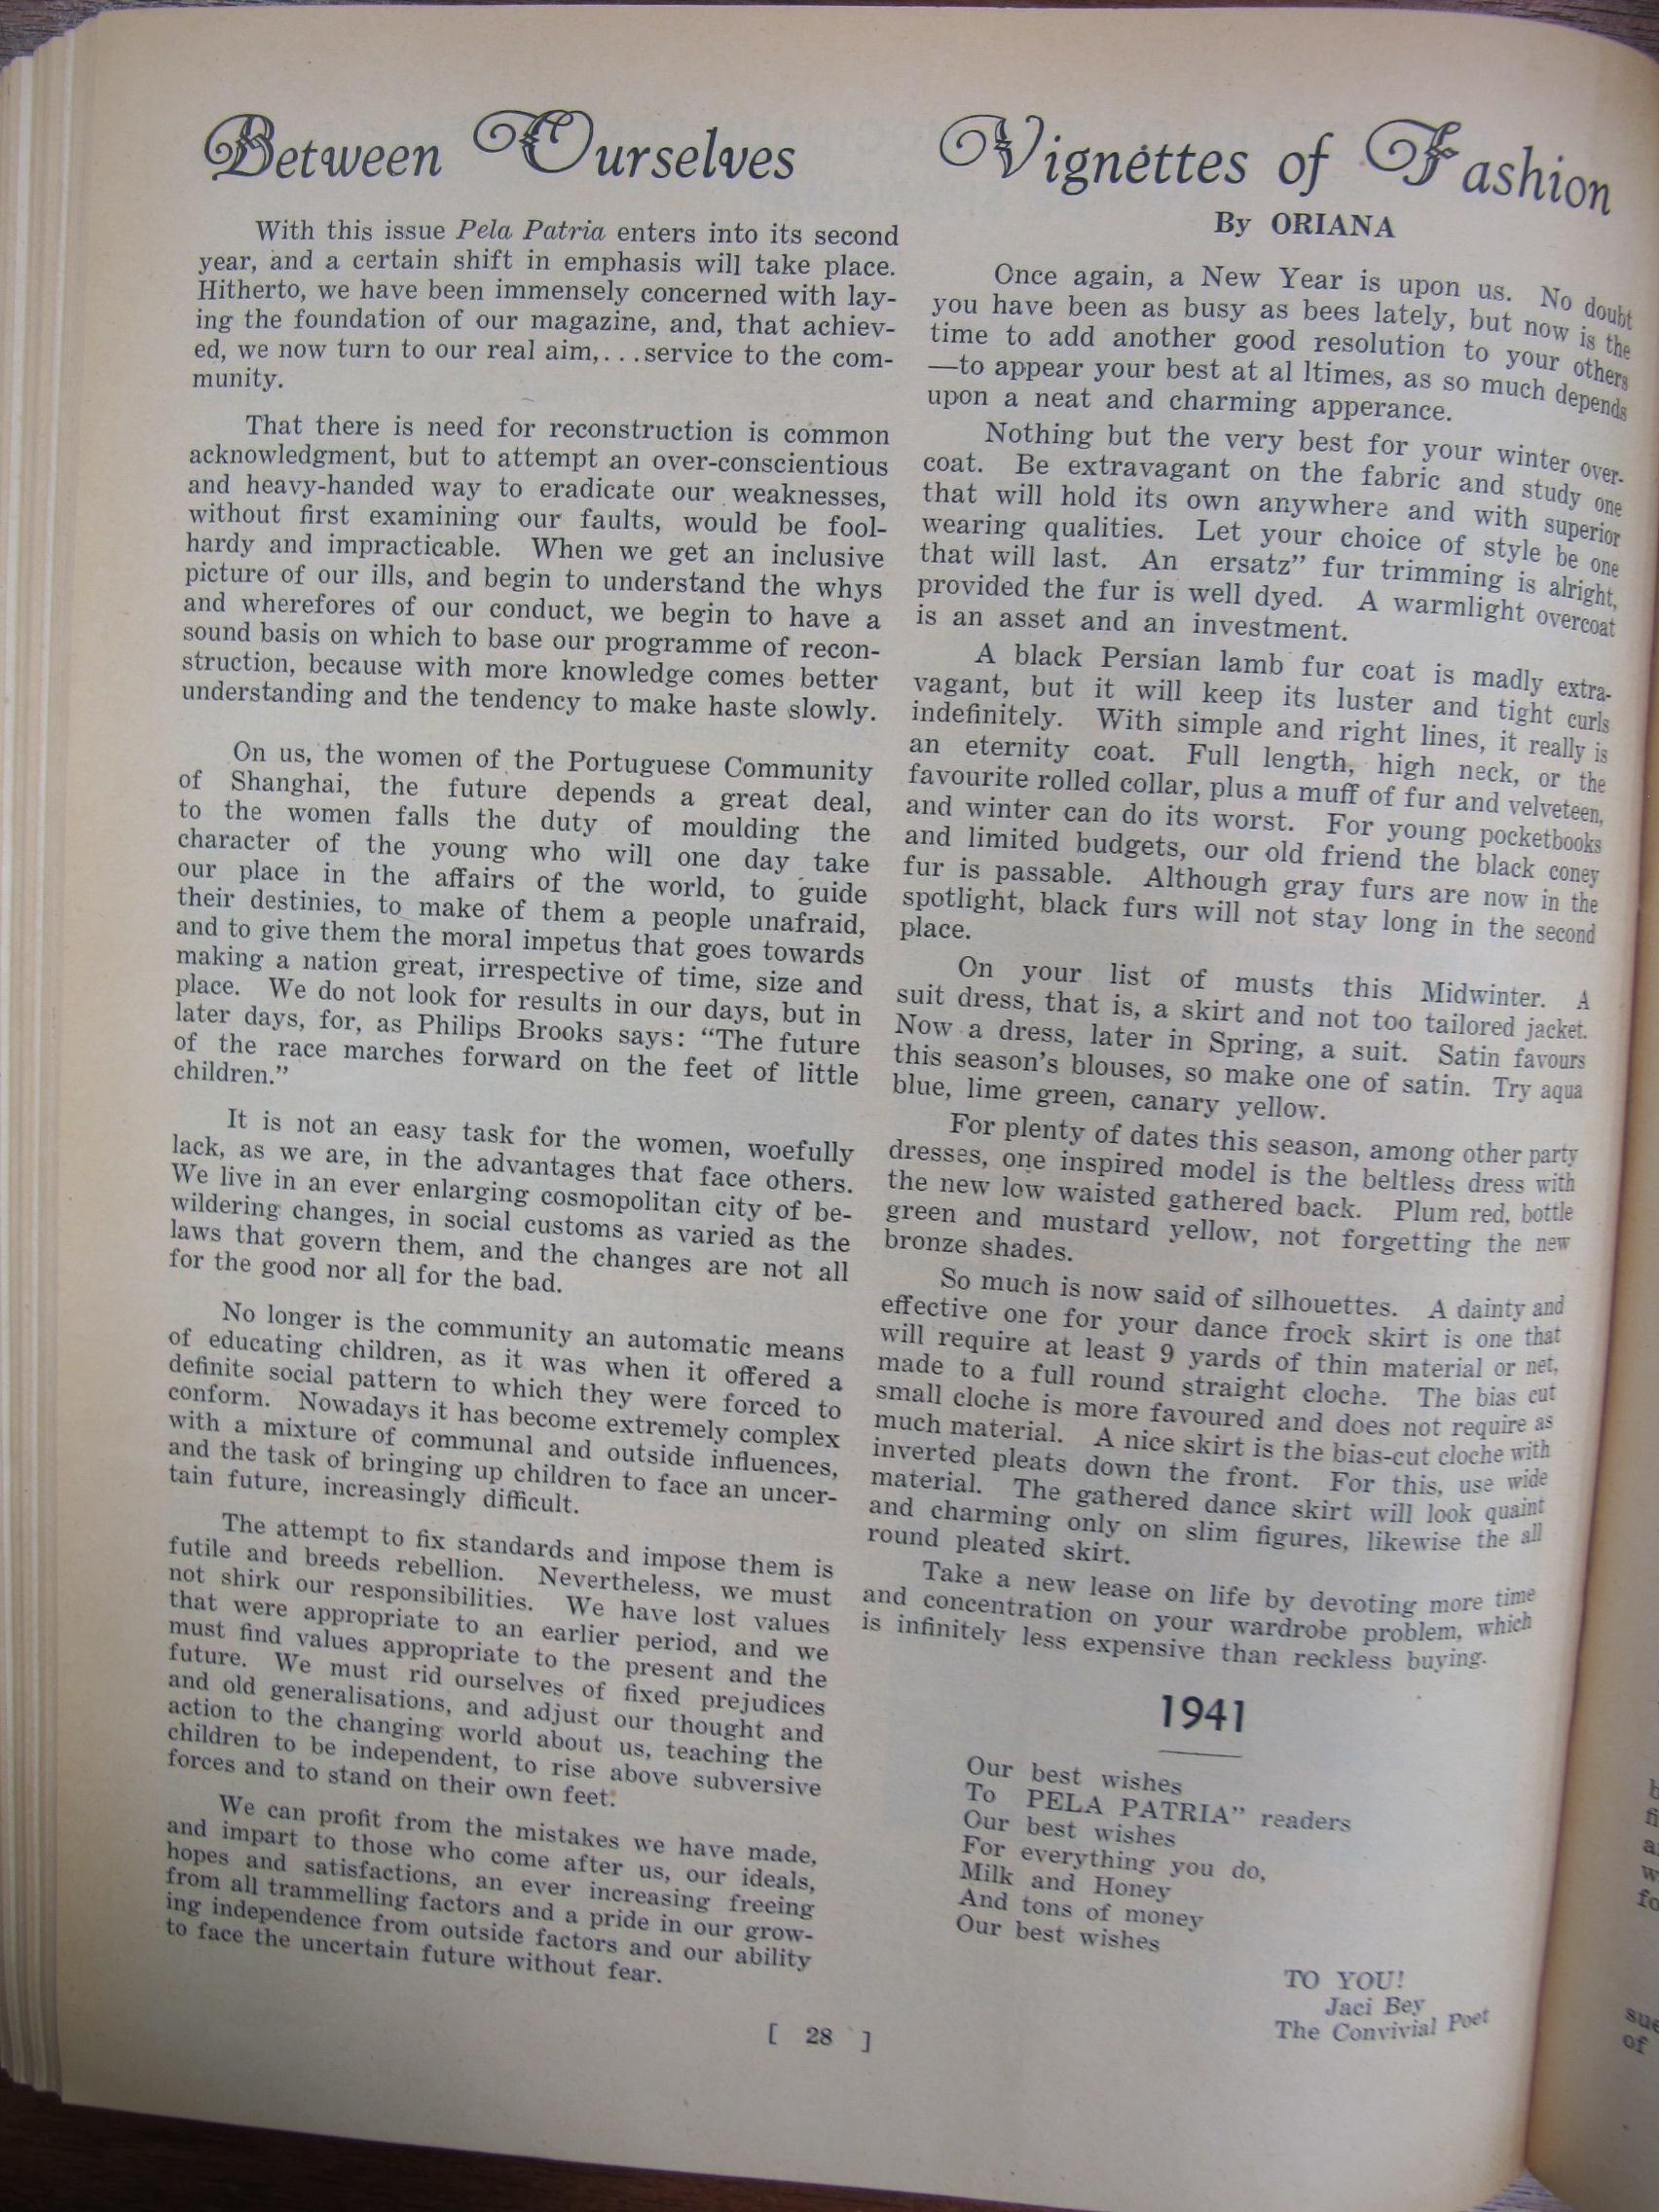 Between Ourselves
With this issue Pela Patria enters into its second
year, and a certain shift in emphasis will take place.
Hitherto, we have been immensely concerned with lay-
ing the foundation of our magazine, and, that achiev-
ed, we now turn to our real aim,...service to the com-
munity.
That there is need for reconstruction is common
acknowledgment, but to attempt an over-conscientious
and heavy-handed way to eradicate our weaknesses,
without first examining our faults, would be fool-
hardy and impracticable. When we get an inclusive
picture of our ills, and begin to understand the whys
and wherefores of our conduct, we begin to have a
sound basis on which to base our programme of recon-
struction, because with more knowledge comes better
understanding and the tendency to make haste slowly.
On us, the women of the Portuguese Community
of Shanghai, the future depends a great deal,
to the women falls the duty of moulding the
character of the young who will one day take
our place in the affairs of the world, to guide
their destinies, to make of them a people unafraid,
and to give them the moral impetus that goes towards
making a nation great, irrespective of time, size and
place. We do not look for results in our days, but in
later days, for, as Philips Brooks says: “The future
of the race marches forward on the feet of little
children.”
It is not an easy task for the women, woefully
lack, as we are, in the advantages that face others.
We live in an ever enlarging cosmopolitan city of be-
wildering changes, in social customs as varied as the
laws that govern them, and the changes are not all
for the good nor all for the bad.
No longer is the community an automatic means
of educating children, as it was when it offered a
definite social pattern to which they were forced to
conform. Nowadays it has become extremely complex
with a mixture of communal and outside influences,
and the task of bringing up children to face an uncer-
tain future, increasingly difficult.
The attempt to fix standards and impose them is
futile and breeds rebellion. Nevertheless, we must
not shirk our responsibilities. We have lost values
that were appropriate to an earlier period, and we
must find values appropriate to the present and the
future. We must rid ourselves of fixed prejudices
and old generalisations, and adjust our thought and
action to the changing world about us, teaching the
children to be independent, to rise above subversive
forces and to stand on their own feet.
We can profit from the mistakes we have made,
and impart to those who come after us, our ideals,
hopes and satisfactions, an ever increasing freeing
from all trammelling factors and a pride in our grow-
ing independence from outside factors and our ability
to face the uncertain future without fear.
Vignettes of Fashion
By ORIANA
Once again, a New Year is upon us. No doubt
you have been as busy as bees lately, but now is the
time to add another good resolution to your others
—to appear your best at al ltimes, as so much depends
upon a neat and charming apperance.
Nothing but the very best for your winter over-
coat. Be extravagant on the fabric and study one
that will hold its own anywhere and with superior
wearing qualities. Let your choice of style be one
that will last. An ersatz” fur trimming is alright,
provided the fur is well dyed. A warmlight overcoat
is an asset and an investment.
A black Persian lamb fur coat is madly extra-
vagant, but it will keep its luster and tight curls
indefinitely. With simple and right lines, it really is
an eternity coat. Full length, high neck, or the
favourite rolled collar, plus a muff of fur and velveteen,
and winter can do its worst. For young pocketbooks
and limited budgets, our old friend the black coney
fur is passable. Although gray furs are now in the
spotlight, black furs will not stay long in the second
place.
On your list of musts this Midwinter. A
suit dress, that is, a skirt and not too tailored jacket.
Now a dress, later in Spring, a suit. Satin favours
this season’s blouses, so make one of satin. Try aqua
blue, lime green, canary yellow.
For plenty of dates this season, among other party
dresses, one inspired model is the beltless dress with
the new low waisted gathered back. Plum red, bottle
green and mustard yellow, not forgetting the new
bronze shades.
So much is now said of silhouettes. A dainty and
effective one for your dance frock skirt is one that
will require at least 9 yards of thin material or net,
made to a full round straight cloche. The bias cut
small cloche is more favoured and does not require as
much material. A nice skirt is the bias-cut cloche with
inverted pleats down the front. For this, use wide
material. The gathered dance skirt will look quaint
and charming only on slim figures, likewise the all
round pleated skirt.
Take a new lease on life by devoting more time
and concentration on your wardrobe problem, which
is infinitely less expensive than reckless buying.
1941
Our best wishes
To PELA PATRIA” readers
Our best wishes
For everything you do,
Milk and Honey
And tons of money
Our best wishes
TO YOU!
Jaci Bey
The Convivial Poet
[ 28 ]
sue
of